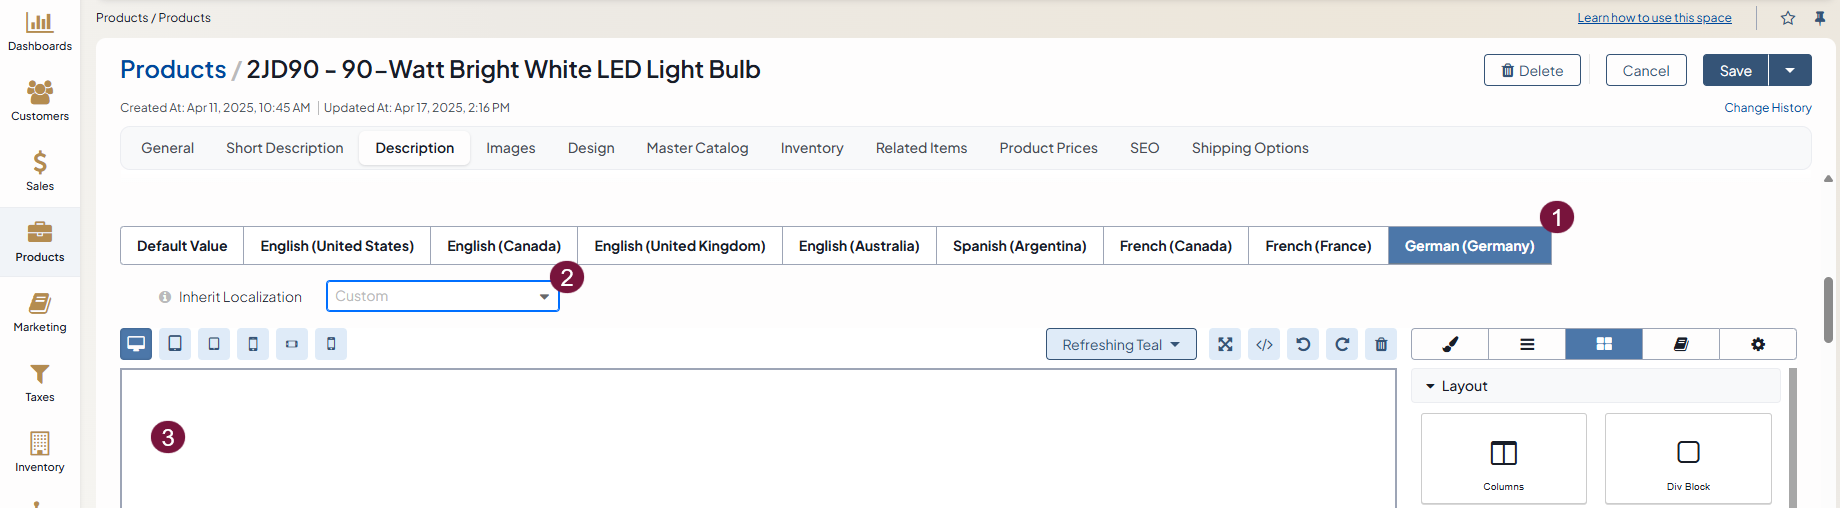 Dashboards
Customers
Sales
Products
Marketing
Taxes
Inventory
Products / Products
Learn how to use this space
Products / 2JD90 - 90-Watt Bright White LED Light Bulb
Delete
Cancel
Save
Created At: Apr 11, 2025, 10:45 AM
Updated At: Apr 17, 2025, 2:16 PM
Change History
General
Short Description
Description
Images
Design
Master Catalog
Inventory
Related Items
Product Prices
SEO
Shipping Options
1
Default Value
English (United States)
English (Canada)
English (United Kingdom)
English (Australia)
Spanish (Argentina)
French (Canada)
French (France)
German (Germany)
2
Inherit Localization
Custom
Refreshing Teal
</>
Layout
3
Columns
Div Block